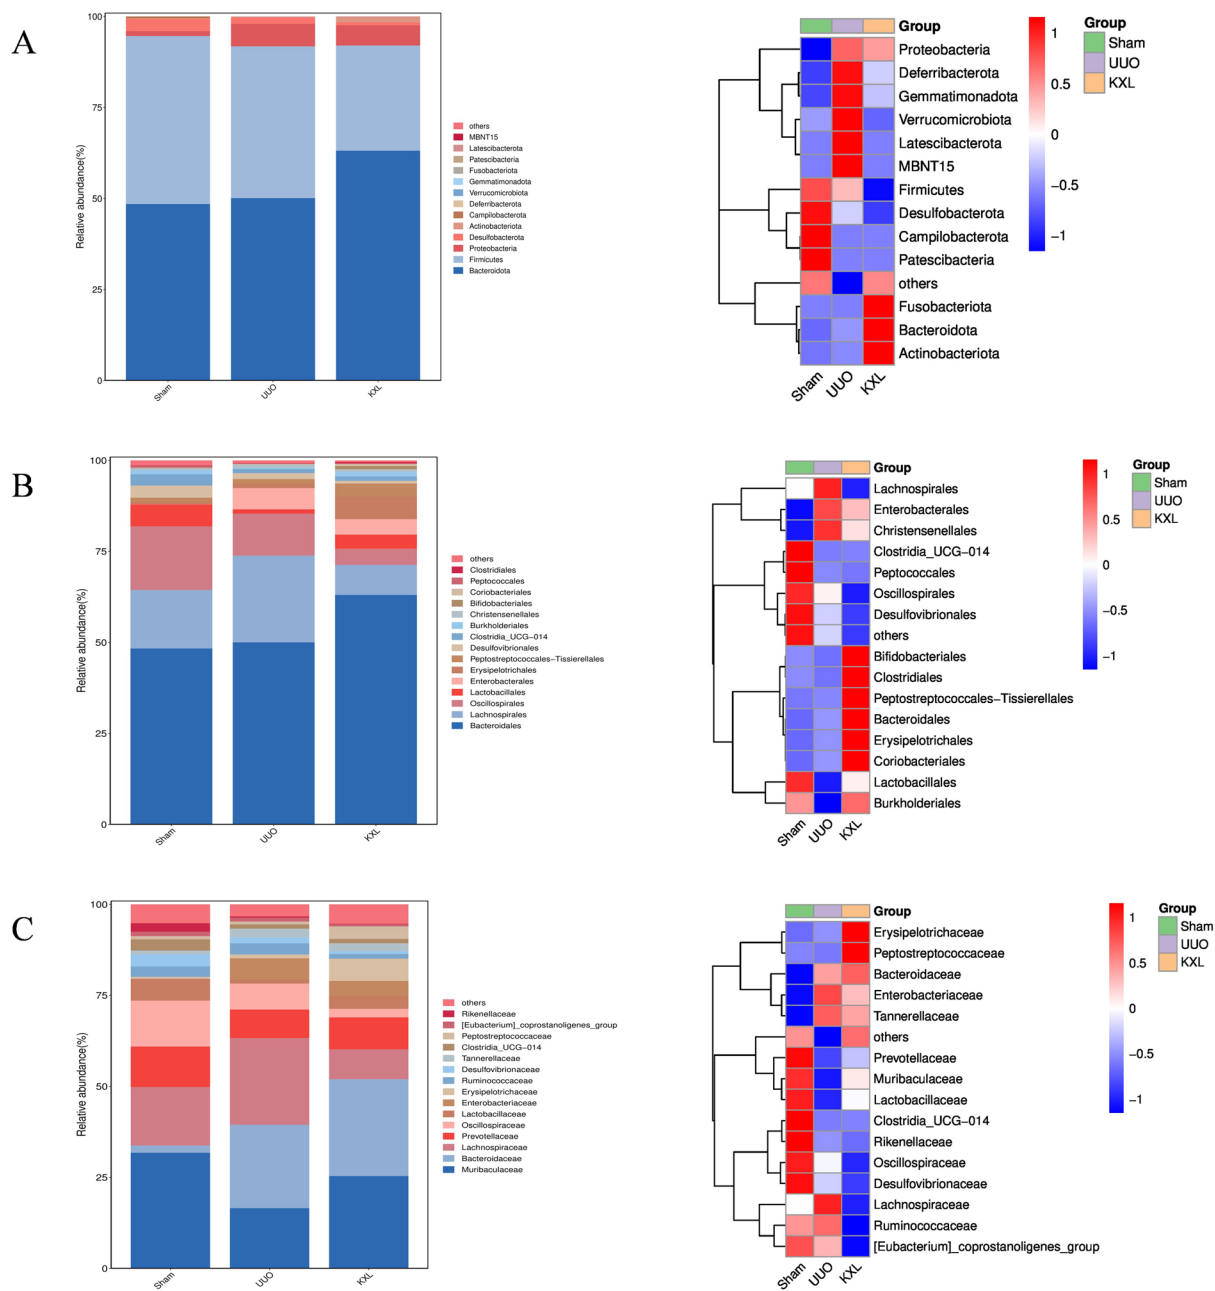 A
Relative abundance(%)
100
75
50
25
0
Sham
UUO
KXL
others
MBNT15
Latescibacterota
Patescibacteria
Fusobacteriota
Gemmatimonadota
Verrucomicrobiota
Deferribacterota
Campilobacterota
Actinobacteriota
Desulfobacterota
Proteobacteria
Firmicutes
Bacteroidota
Group
Proteobacteria
Deferribacterota
Gemmatimonadota
Verrucomicrobiota
Latescibacterota
MBNT15
Firmicutes
Desulfobacterota
Campilobacterota
Patescibacteria
others
Fusobacteriota
Bacteroidota
Actinobacteriota
Sham
UUO
KXL
1
0.5
0
−0.5
−1
Group
Sham
UUO
KXL
B
Relative abundance(%)
100
75
50
25
0
Sham
UUO
KXL
others
Clostridiales
Peptococcales
Coriobacteriales
Bifidobacteriales
Christensenellales
Burkholderiales
Clostridia_UCG−014
Desulfovibrionales
Peptostreptococcales−Tissierellales
Erysipelotrichales
Enterobacterales
Lactobacillales
Oscillospirales
Lachnospirales
Bacteroidales
Group
Lachnospirales
Enterobacterales
Christensenellales
Clostridia_UCG−014
Peptococcales
Oscillospirales
Desulfovibrionales
others
Bifidobacteriales
Clostridiales
Peptostreptococcales−Tissierellales
Bacteroidales
Erysipelotrichales
Coriobacteriales
Lactobacillales
Burkholderiales
Sham
UUO
KXL
1
0.5
0
−0.5
−1
Group
Sham
UUO
KXL
C
Relative abundance(%)
100
75
50
25
0
Sham
UUO
KXL
others
Rikenellaceae
[Eubacterium]_coprostanoligenes_group
Peptostreptococcaceae
Clostridia_UCG−014
Tannerellaceae
Desulfovibrionaceae
Ruminococcaceae
Erysipelotrichaceae
Enterobacteriaceae
Lactobacillaceae
Oscillospiraceae
Prevotellaceae
Lachnospiraceae
Bacteroidaceae
Muribaculaceae
Group
Erysipelotrichaceae
Peptostreptococcaceae
Bacteroidaceae
Enterobacteriaceae
Tannerellaceae
others
Prevotellaceae
Muribaculaceae
Lactobacillaceae
Clostridia_UCG−014
Rikenellaceae
Oscillospiraceae
Desulfovibrionaceae
Lachnospiraceae
Ruminococcaceae
[Eubacterium]_coprostanoligenes_group
Sham
UUO
KXL
1
0.5
0
−0.5
−1
Group
Sham
UUO
KXL